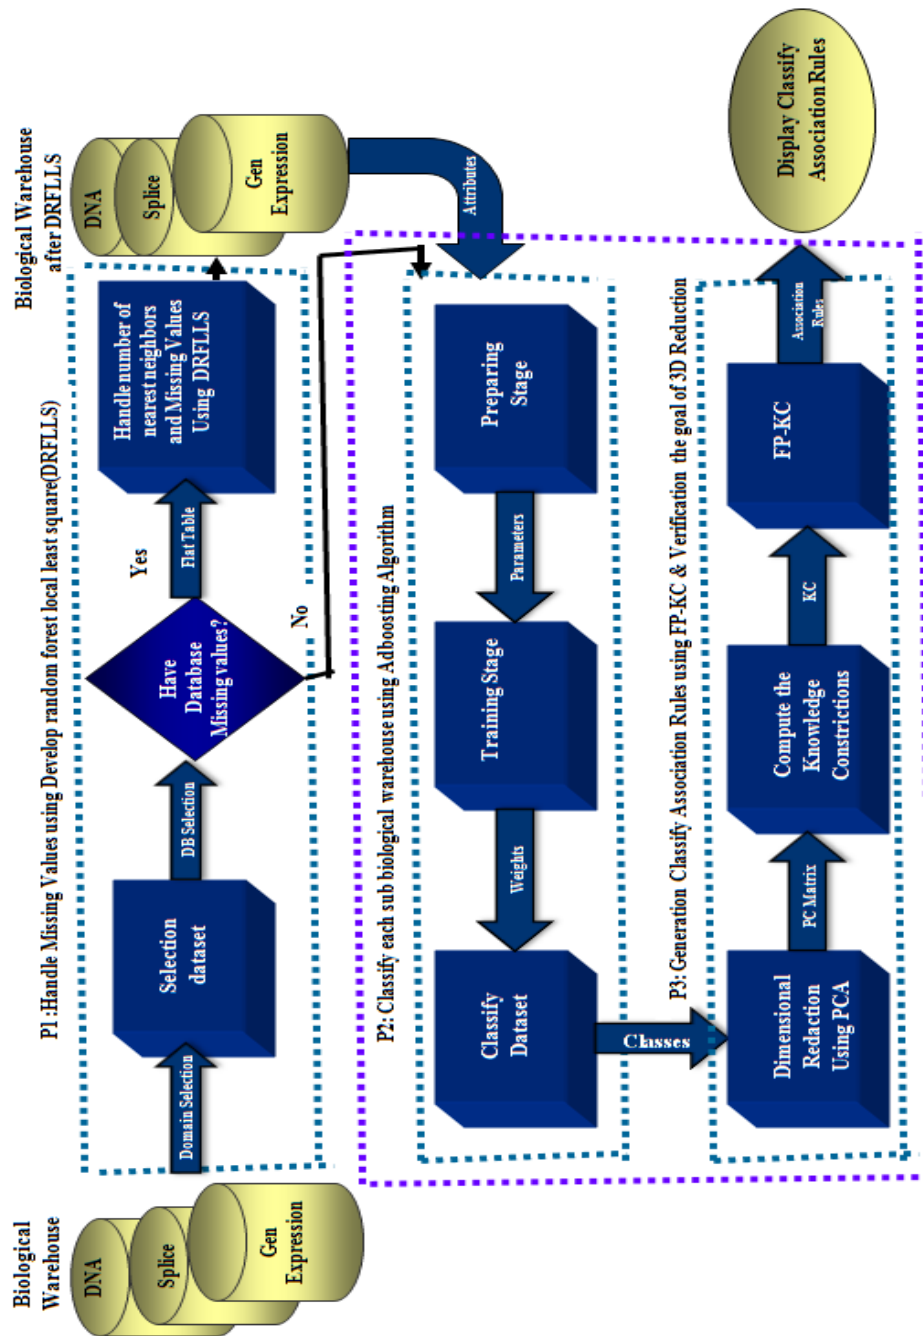 Biological
Warehouse
DNA
Splice
Gen
Expression
Domain Selection
P1 :Handle Missing Values using Develop random forest local least square(DRFLLS)
Selection
dataset
DB Selection
Have
Database
Missing values?
Yes
No
Flat Table
Handle number of
nearest neighbors
and Missing Values
Using DRFLLS
Biological Warehouse
after DRFLLS
DNA
Splice
Gen
Expression
Attributes
P2: Classify each sub biological warehouse using Adboosting Algorithm
Preparing
Stage
Parameters
Training Stage
Weights
Classify
Dataset
Classes
P3: Generation Classify Association Rules using FP-KC & Verification the goal of 3D Reduction
Dimensional
Redaction
Using PCA
PC Matrix
Compute the
Knowledge
Constrictions
KC
FP-KC
Association
Rules
Display Classify
Association Rules